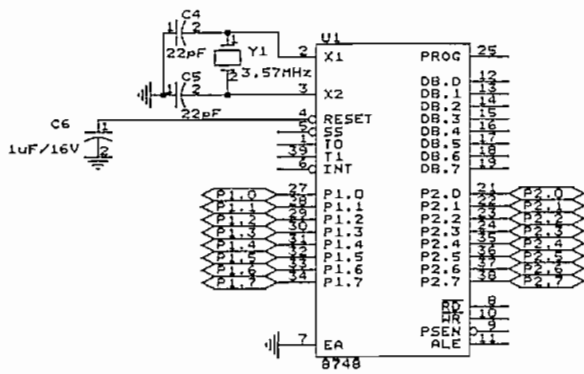 C4
1 2
22pF
Y1
1
2
3.57MHz
C5
1 2
22pF
C6
1
2
1uF/16V
U1
2 X1
3 X2
4 RESET
5 SS
1 T0
39 T1
6 INT
P1.0 27 P1.0
P1.1 28 P1.1
P1.2 29 P1.2
P1.3 30 P1.3
P1.4 31 P1.4
P1.5 32 P1.5
P1.6 33 P1.6
P1.7 34 P1.7
7 EA
PROG 25
DB.0 12
DB.1 13
DB.2 14
DB.3 15
DB.4 16
DB.5 17
DB.6 18
DB.7 19
P2.0 21 P2.0
P2.1 22 P2.1
P2.2 23 P2.2
P2.3 24 P2.3
P2.4 35 P2.4
P2.5 36 P2.5
P2.6 37 P2.6
P2.7 38 P2.7
RD 8
WR 10
PSEN 9
ALE 11
8748